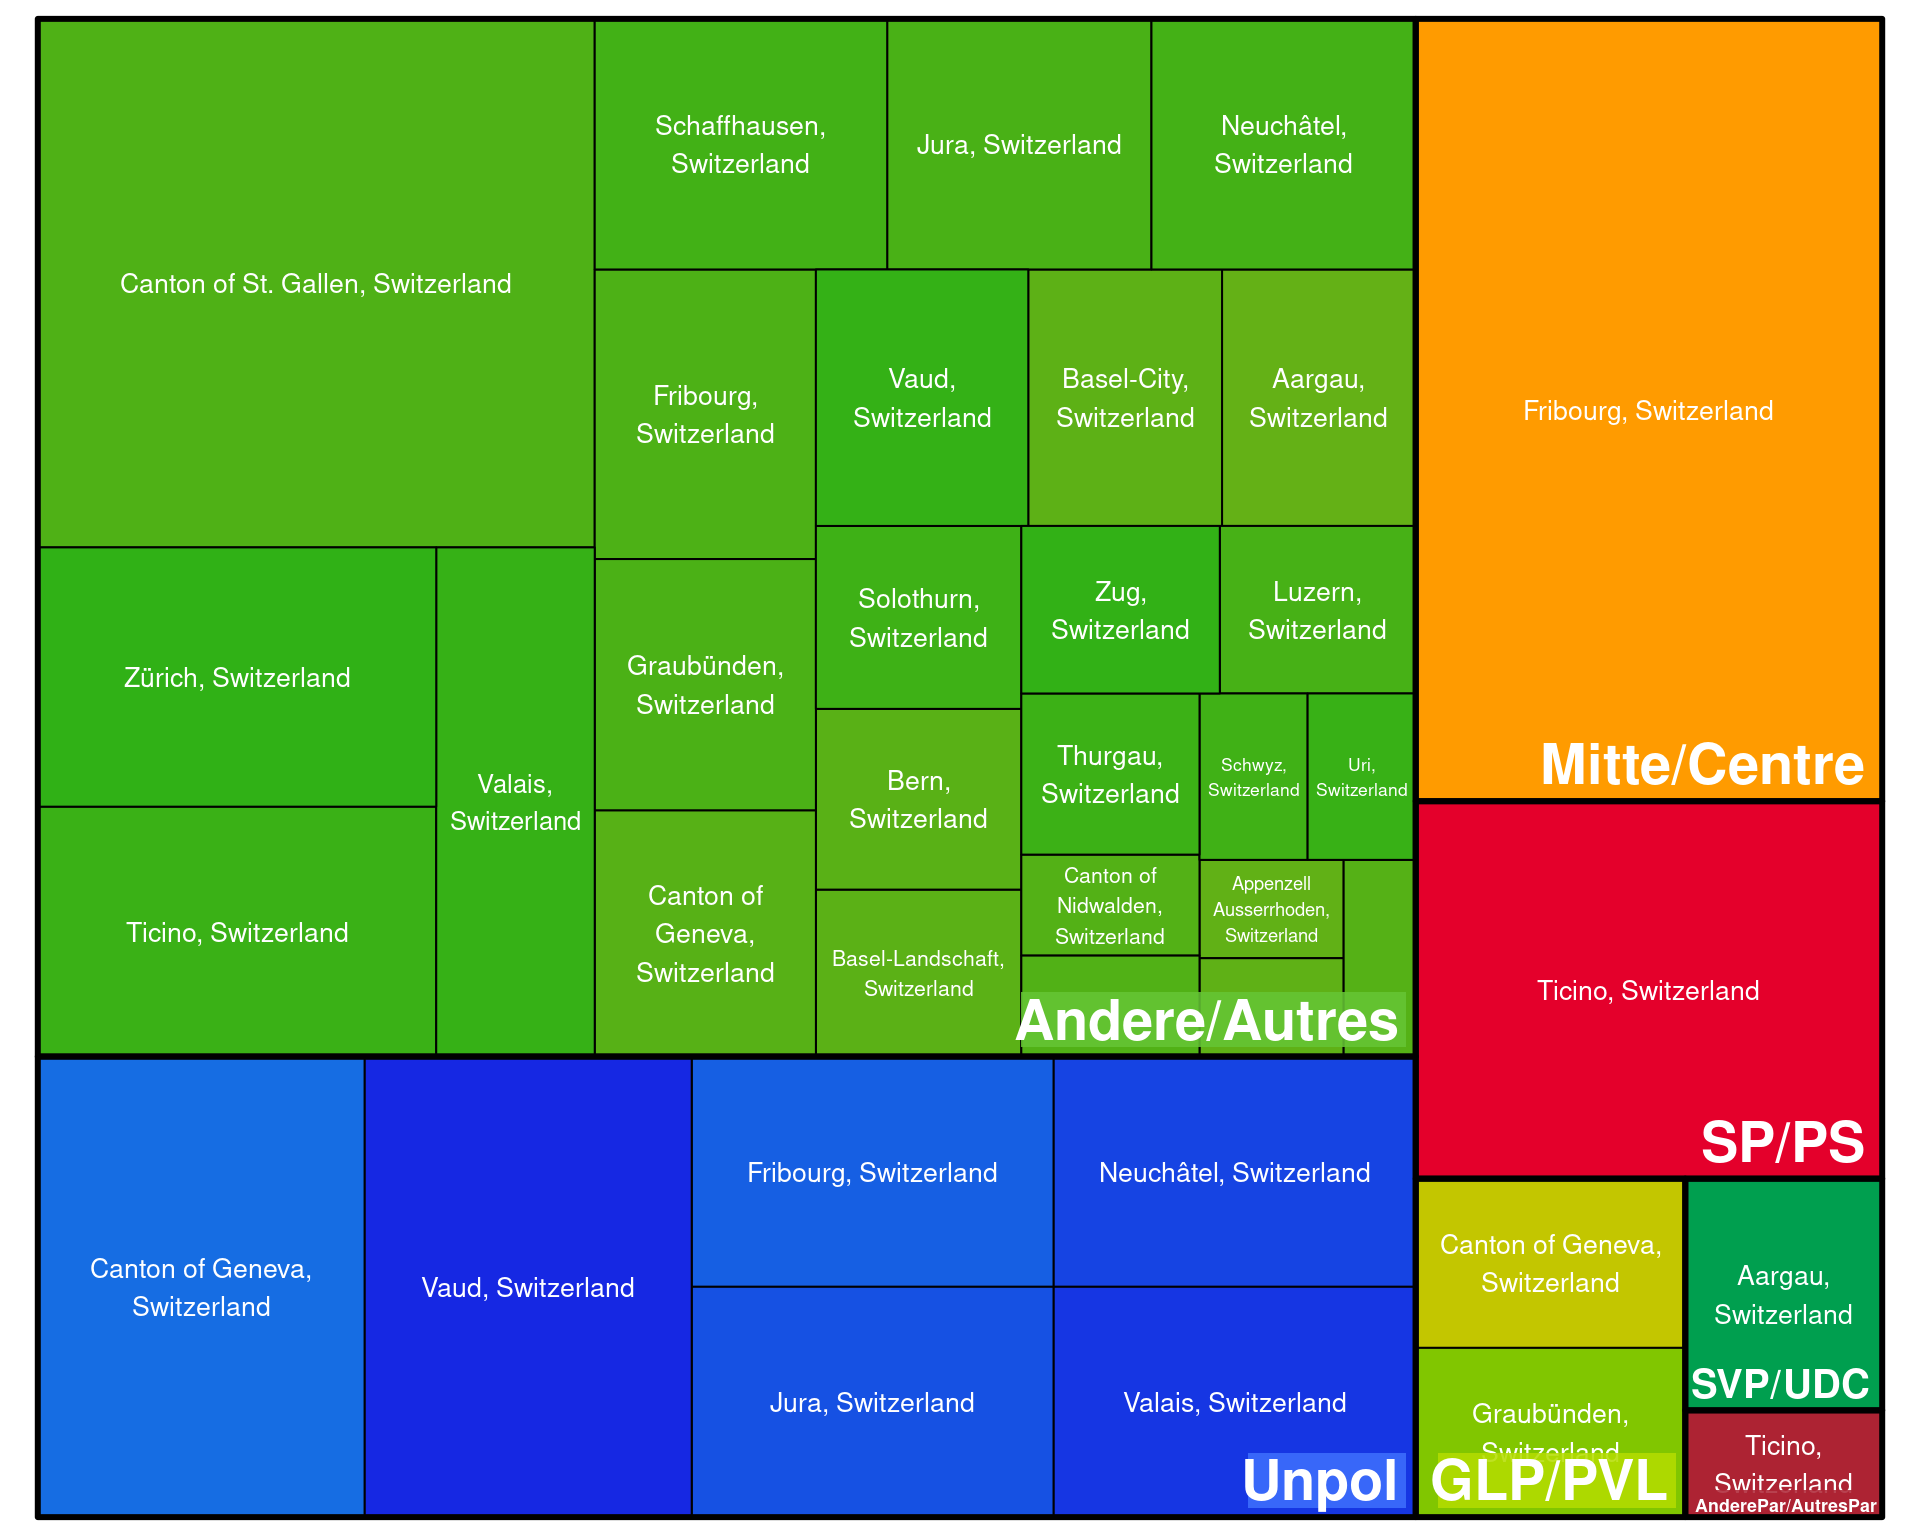 Canton of St. Gallen, Switzerland
Schaffhausen,
Switzerland
Jura, Switzerland
Neuchâtel,
Switzerland
Fribourg,
Switzerland
Vaud,
Switzerland
Basel-City,
Switzerland
Aargau,
Switzerland
Zürich, Switzerland
Valais,
Switzerland
Ticino, Switzerland
Graubünden,
Switzerland
Canton of
Geneva,
Switzerland
Solothurn,
Switzerland
Bern,
Switzerland
Basel-Landschaft,
Switzerland
Zug,
Switzerland
Luzern,
Switzerland
Thurgau,
Switzerland
Schwyz,
Switzerland
Uri,
Switzerland
Canton of
Nidwalden,
Switzerland
Appenzell
Ausserrhoden,
Switzerland
Andere/Autres
Canton of Geneva,
Switzerland
Vaud, Switzerland
Fribourg, Switzerland
Neuchâtel, Switzerland
Jura, Switzerland
Valais, Switzerland
Unpol
Fribourg, Switzerland
Mitte/Centre
Ticino, Switzerland
SP/PS
Canton of Geneva,
Switzerland
Graubünden,
Switzerland
GLP/PVL
Aargau,
Switzerland
SVP/UDC
Ticino,
Switzerland
AnderePar/AutresPar